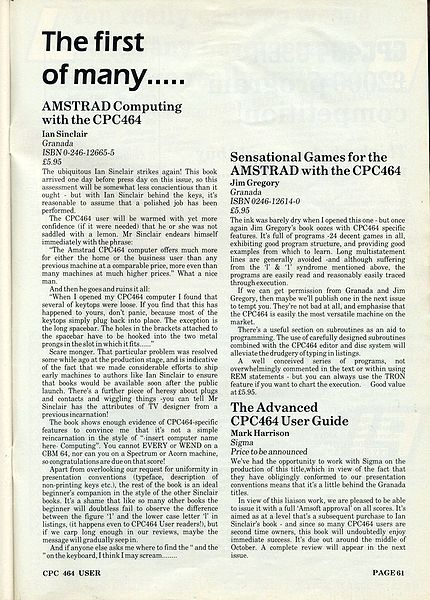 The first
of many.....
AMSTRAD Computing
with the CPC464
Ian Sinclair
Granada
ISBN 0-246-12665-5
£5.95
The ubiquitous Ian Sinclair strikes again! This book
arrived one day before press day on this issue, so this
assessment will be somewhat less conscientious than it
ought - but with Ian Sinclair behind the keys, it's
reasonable to assume that a polished job has been
performed.
The CPC464 user will be warmed with yet more
confidence (if it were needed) that he or she was not
saddled with a lemon. Mr Sinclair endears himself
immediately with the phrase:
"The Amstrad CPC464 computer offers much more
for either the home or the business user than any
previous machine at a comparable price, more even than
many machines at much higher prices." What a nice
man.
And then he goes and ruins it all:
"When I opened my CPC464 computer I found that
several of keytops were loose. If you find that this has
happened to yours, don't panic, because most of the
keytops simply plug back into place. The exception is
the long spacebar. The holes in the brackets attached to
the spacebar have to be hooked into the two metal
prongs in the slot in which it fits......"
Scare monger. That particular problem was resolved
some while ago at the production stage, and is indicative
of the fact that we made considerable efforts to ship
early machines to authors like Ian Sinclair to ensure
that books would be available soon after the public
launch. There's a further piece of heresy about plugs
and contacts and wiggling things - you can tell Mr
Sinclair has the attributes of TV designer from a
previous incarnation!
The book shows enough evidence of CPC464-specific
features to convince me that it's not a simple
reincarnation in the style of "-insert computer name
here- Computing". You cannot EVERY or WEND on a
CBM 64, nor can you on a Spectrum or Acorn machine,
so congratulations are due on that score!
Apart from overlooking our request for uniformity in
presentation conventions (typeface, description of
non-printing keys etc.), the rest of the book is an ideal
beginner's companion in the style of the other Sinclair
books. It's a shame that like so many other books the
beginner will doubtless fail to observe the difference
between the figure '1' and the lower case letter 'l' in
listings, (it happens even to CPC464 User readers!), but
if we carp long enough in our reviews, maybe the
message will gradually seep in.
And if anyone else asks me where to find the " and the
" on the keyboard, I think I may scream........
Sensational Games for the
AMSTRAD with the CPC464
Jim Gregory
Granada
ISBN 0246-12614-0
£5.95
The ink was barely dry when I opened this one - but once
again Jim Gregory's book oozes with CPC464 specific
features. It's full of programs - 24 decent games in all,
exhibiting good program structure, and providing good
examples from which to learn. Long multistatement
lines are generally avoided - and although suffering
from the 'l' & '1' syndrome mentioned above, the
programs are easily read and reasonably easily traced
through execution.
If we can get permission from Granada and Jim
Gregory, then maybe we'll publish one in the next issue
to tempt you. They're not bad at all, and emphasise that
the CPC464 is easily the most versatile machine on the
market.
There's a useful section on subroutines as an aid to
programming. The use of carefully designed subroutines
combined with the CPC464 editor and disc system will
alleviate the drudgery of typing in listings.
A well conceived series of programs, not
overwhelmingly commented in the text or within using
REM statements - but you can always use the TRON
feature if you want to chart the execution. Good value
at £5.95.
The Advanced
CPC464 User Guide
Mark Harrison
Sigma
Price to be announced
We've had the opportunity to work with Sigma on the
production of this title, which in view of the fact that
they have obligingly conformed to our presentation
conventions means that it's a little behind the Granada
titles.
In view of this liaison work, we are pleased to be able
to issue it with a full 'Amsoft approval' on all scores. It's
aimed as at a level that's a subsequent purchase to Ian
Sinclair's book - and since so many CPC464 users are
second time owners, this book will undoubtedly enjoy
immediate success. It's due out around the middle of
October. A complete review will appear in the next
issue.
CPC 464 USER
PAGE 61